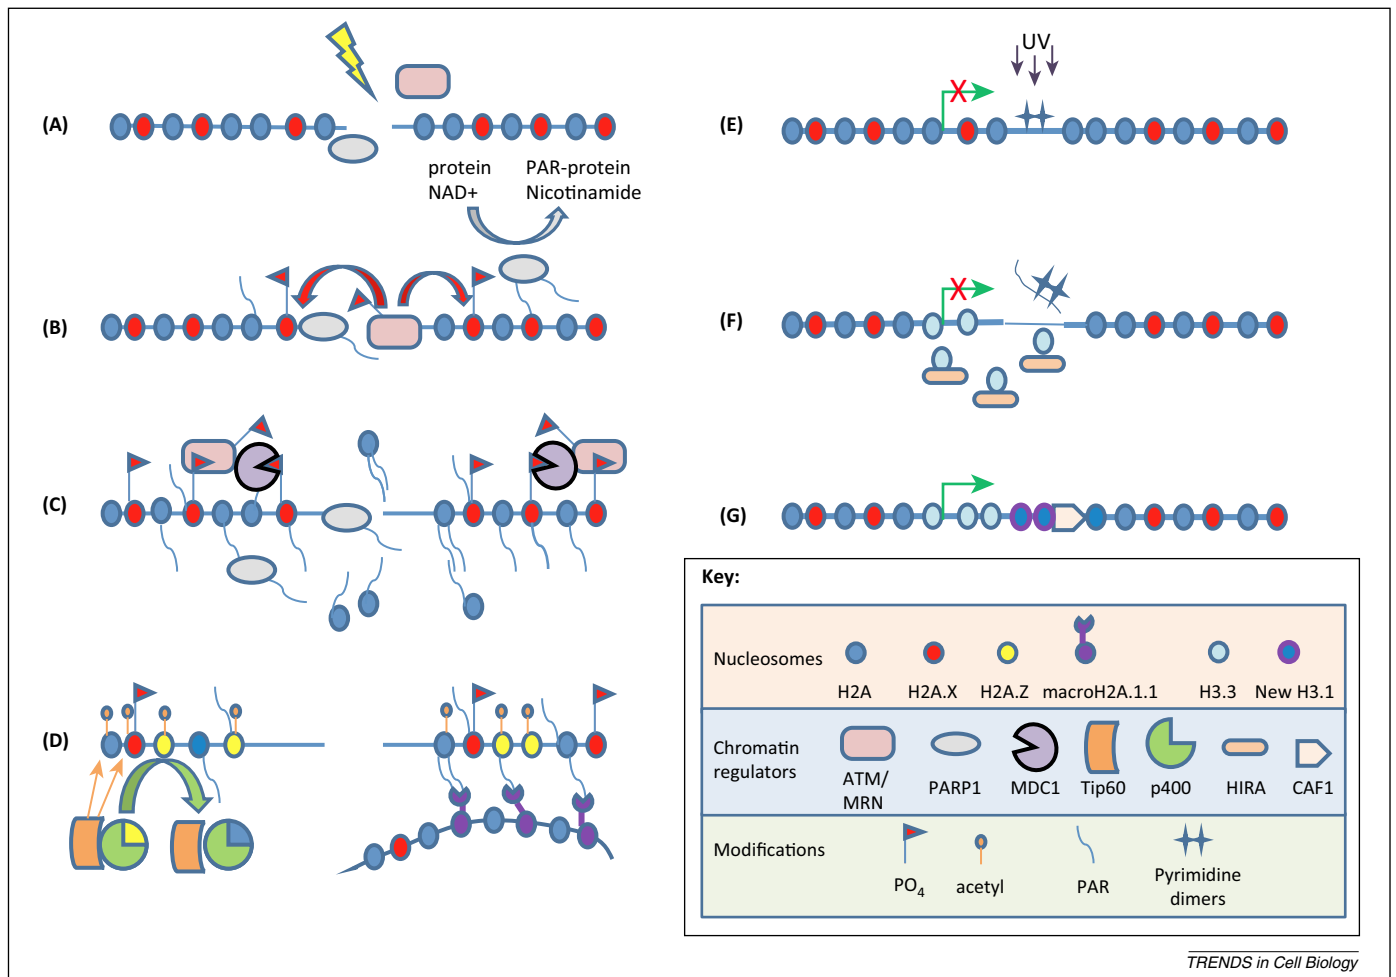 (A)
protein PAR-protein
NAD+ Nicotinamide
(B)
(C)
(D)
UV
(E)
X
(F)
X
(G)
Key:
Nucleosomes
H2A H2A.X H2A.Z macroH2A.1.1 H3.3 New H3.1
Chromatin
regulators
ATM/
MRN
PARP1 MDC1 Tip60 p400 HIRA CAF1
Modifications
PO4 acetyl PAR Pyrimidine
dimers
TRENDS in Cell Biology